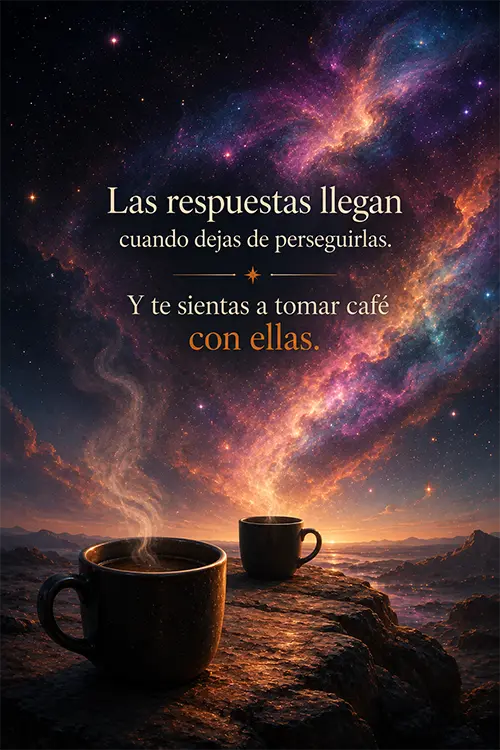 Las respuestas llegan
cuando dejas de perseguirlas.
Y te sientas a tomar café
con ellas.